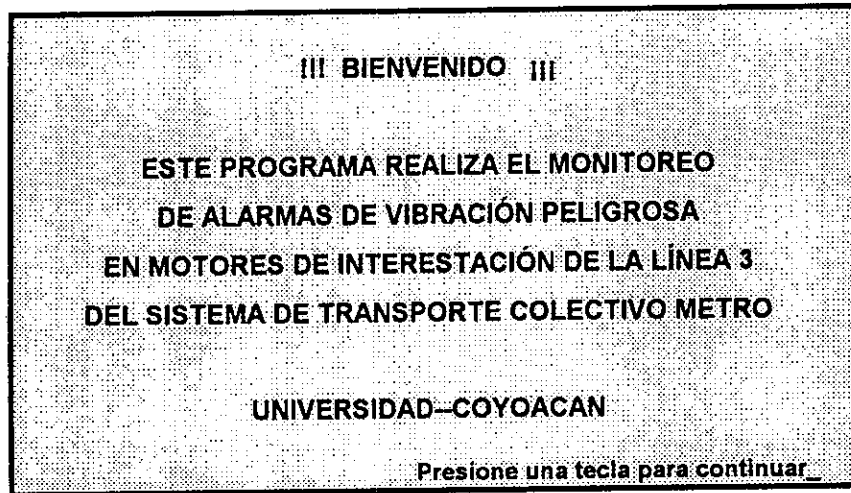 !!! BIENVENIDO !!!
ESTE PROGRAMA REALIZA EL MONITOREO
DE ALARMAS DE VIBRACIÓN PELIGROSA
EN MOTORES DE INTERESTACIÓN DE LA LÍNEA 3
DEL SISTEMA DE TRANSPORTE COLECTIVO METRO
UNIVERSIDAD–COYOACAN
Presione una tecla para continuar_